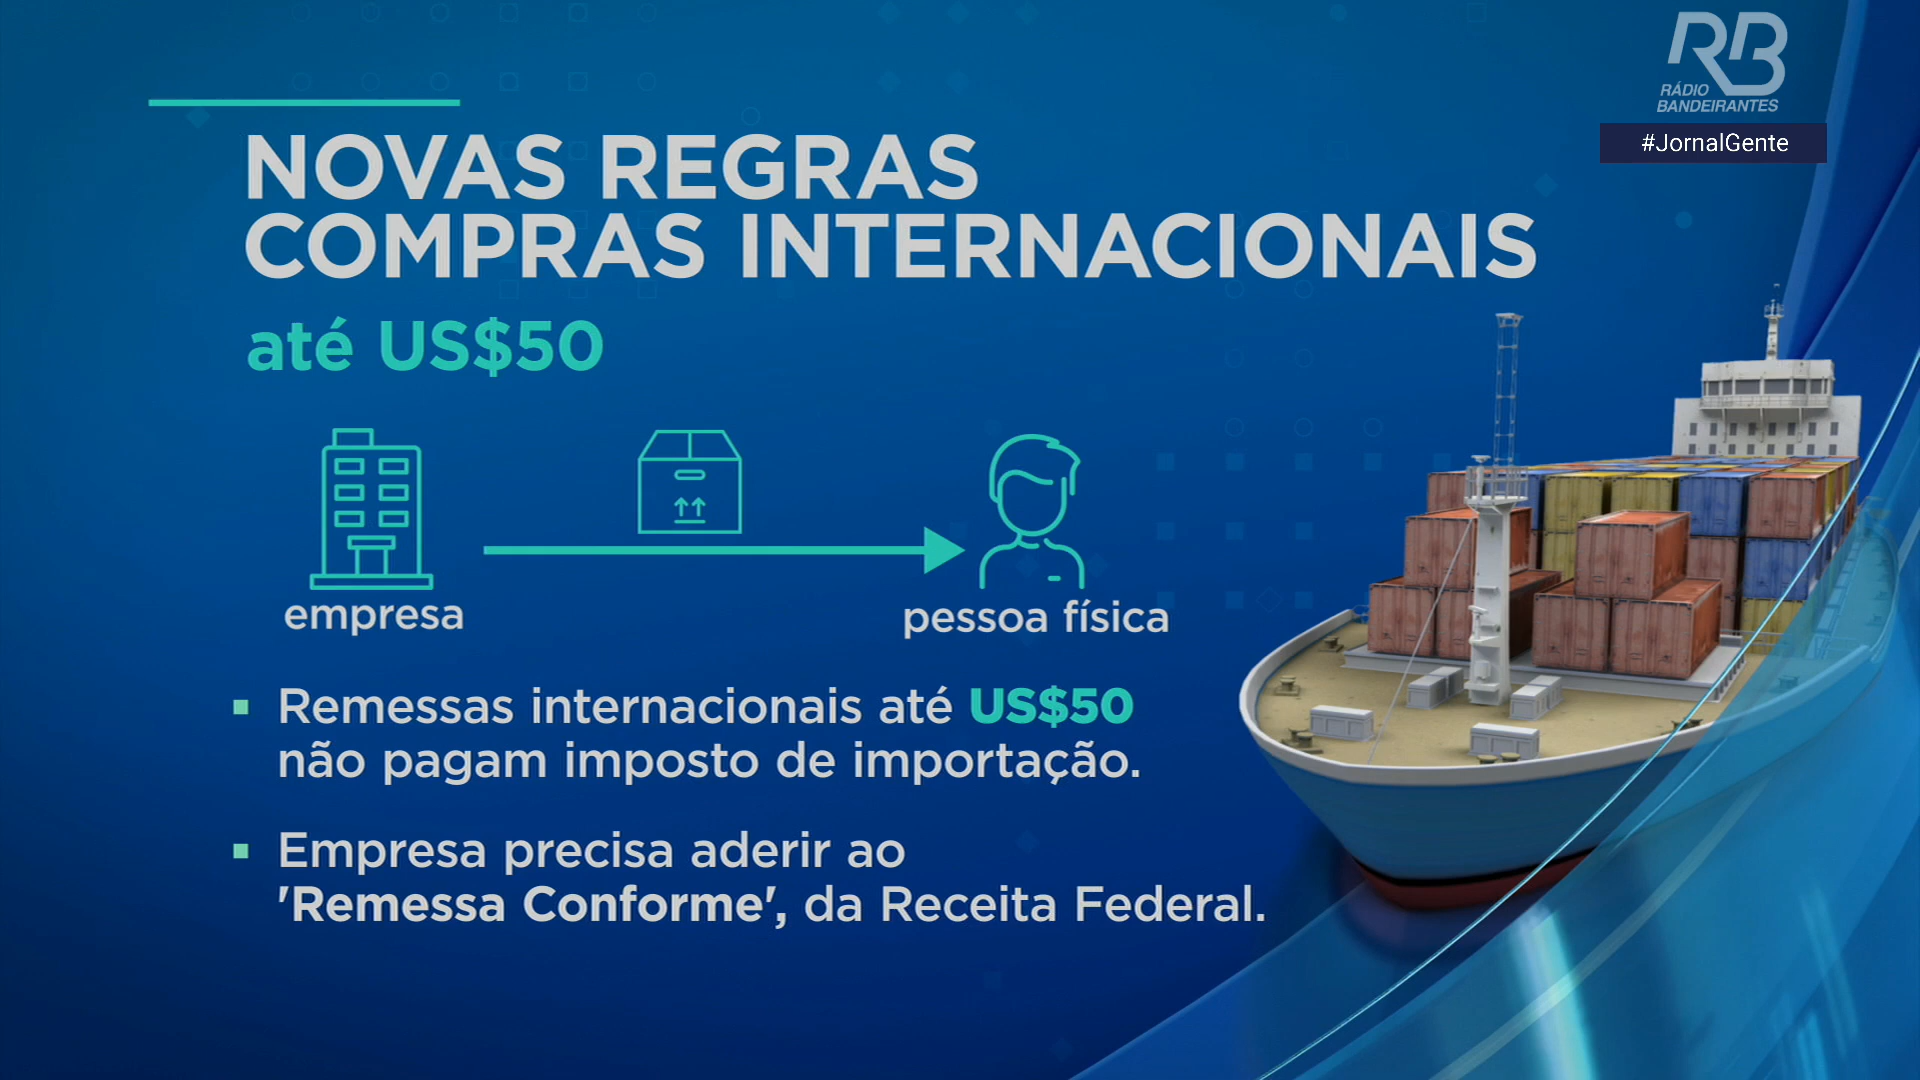 RB
RÁDIO
BANDEIRANTES
#JornalGente
NOVAS REGRAS
COMPRAS INTERNACIONAIS
até US$50
empresa
pessoa física
Remessas internacionais até US$50
não pagam imposto de importação.
Empresa precisa aderir ao
'Remessa Conforme', da Receita Federal.